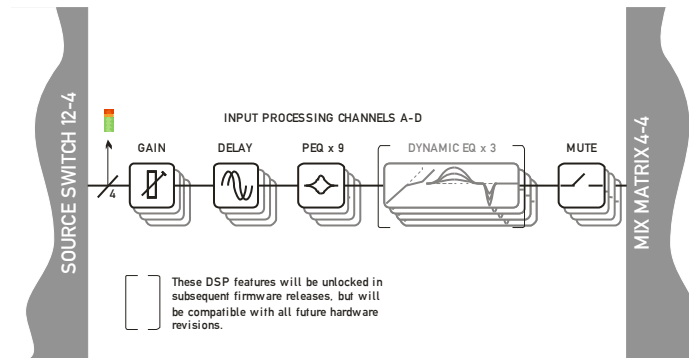 SOURCE SWITCH 12-4
INPUT PROCESSING CHANNELS A-D
GAIN
DELAY
PEQ x 9
DYNAMIC EQ x 3
MUTE
4
MIX MATRIX 4-4
These DSP features will be unlocked in
subsequent firmware releases, but will
be compatible with all future hardware
revisions.